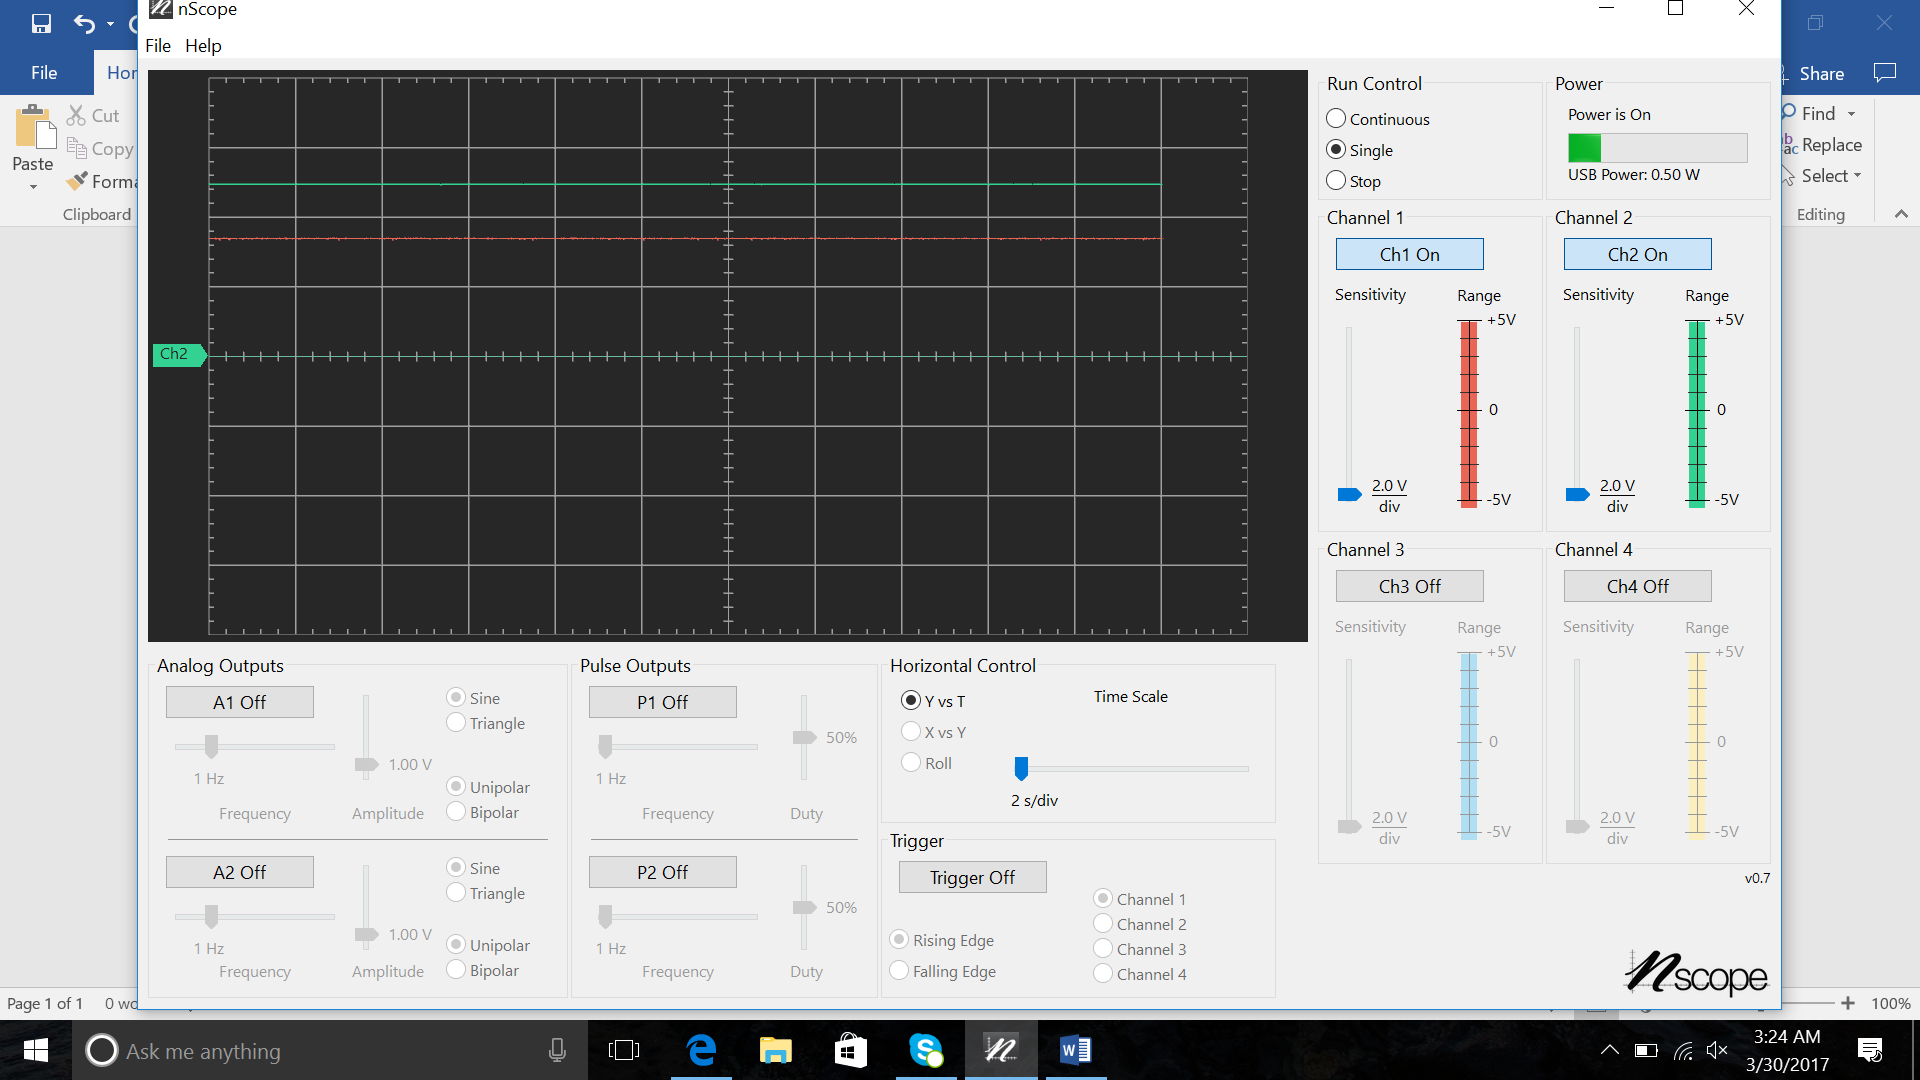 nScope
File Help
File
Hor
Share
Cut
Copy
Paste
Forma
Clipboard
Find
Replace
Select
Editing
Ch2
Run Control
Continuous
Single
Stop
Power
Power is On
USB Power: 0.50 W
Channel 1
Ch1 On
Sensitivity Range
+5V
0
-5V
2.0 V
div
Channel 2
Ch2 On
Sensitivity Range
+5V
0
-5V
2.0 V
div
Channel 3
Ch3 Off
Sensitivity Range
+5V
0
-5V
2.0 V
div
Channel 4
Ch4 Off
Sensitivity Range
+5V
0
-5V
2.0 V
div
v0.7
nscope
Analog Outputs
A1 Off
Sine
Triangle
1 Hz
1.00 V
Unipolar
Bipolar
Frequency Amplitude
A2 Off
Sine
Triangle
1 Hz
1.00 V
Unipolar
Bipolar
Frequency Amplitude
Pulse Outputs
P1 Off
50%
1 Hz
Frequency Duty
P2 Off
50%
1 Hz
Frequency Duty
Horizontal Control
Y vs T
X vs Y
Roll
Time Scale
2 s/div
Trigger
Trigger Off
Rising Edge
Falling Edge
Channel 1
Channel 2
Channel 3
Channel 4
Page 1 of 1 0 wo
100%
Ask me anything
3:24 AM
3/30/2017